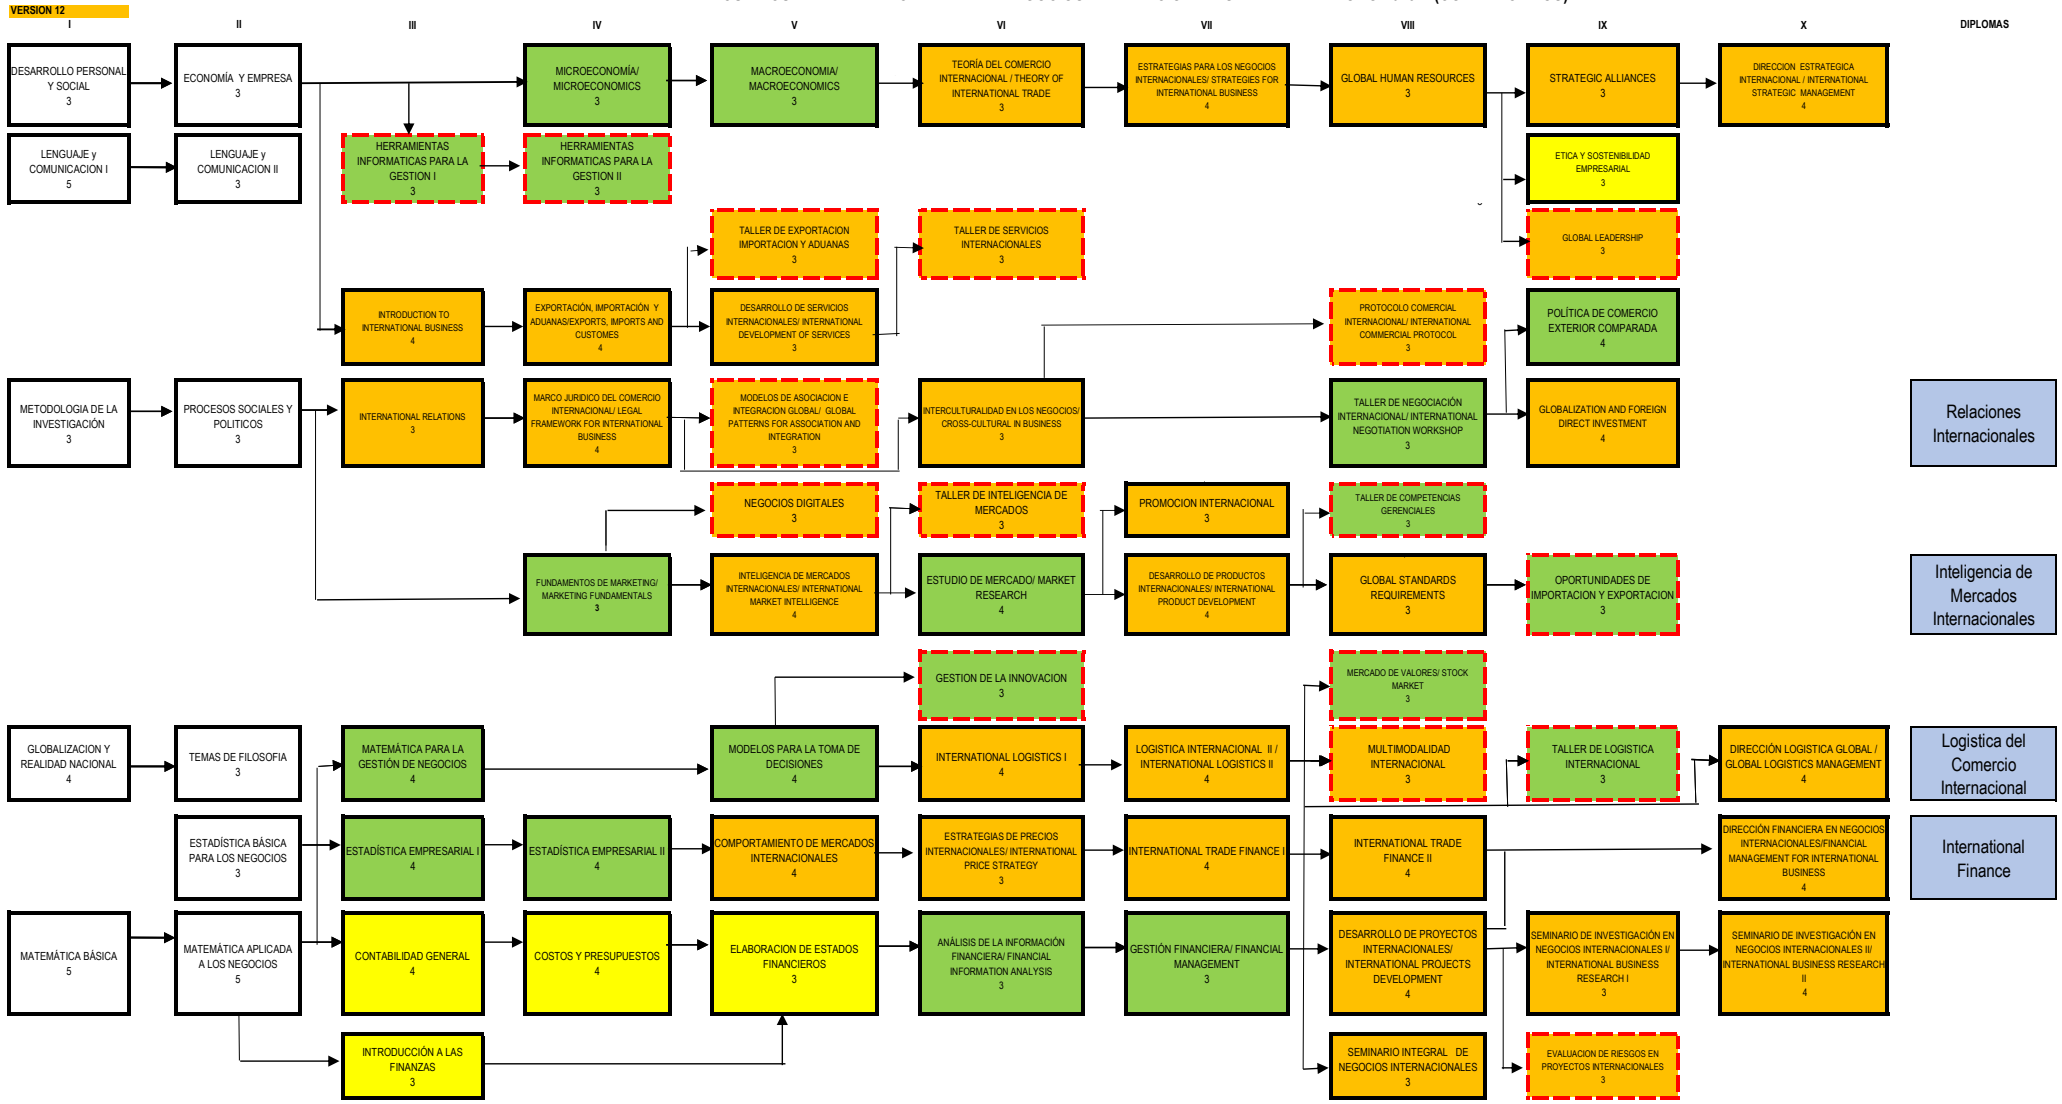 VERSION 12
I
II
III
IV
V
VI
VII
VIII
IX
X
DIPLOMAS
DESARROLLO PERSONAL
Y SOCIAL
3
ECONOMÍA Y EMPRESA
3
MICROECONOMÍA/
MICROECONOMICS
3
MACROECONOMIA/
MACROECONOMICS
3
TEORÍA DEL COMERCIO
INTERNACIONAL / THEORY OF
INTERNATIONAL TRADE
3
ESTRATEGIAS PARA LOS NEGOCIOS
INTERNACIONALES/ STRATEGIES FOR
INTERNATIONAL BUSINESS
4
GLOBAL HUMAN RESOURCES
3
STRATEGIC ALLIANCES
3
DIRECCION ESTRATEGICA
INTERNACIONAL / INTERNATIONAL
STRATEGIC MANAGEMENT
4
LENGUAJE y
COMUNICACION I
5
LENGUAJE y
COMUNICACION II
3
HERRAMIENTAS
INFORMATICAS PARA LA
GESTION I
3
HERRAMIENTAS
INFORMATICAS PARA LA
GESTION II
3
ETICA Y SOSTENIBILIDAD
EMPRESARIAL
3
TALLER DE EXPORTACION
IMPORTACION Y ADUANAS
3
TALLER DE SERVICIOS
INTERNACIONALES
3
GLOBAL LEADERSHIP
3
INTRODUCTION TO
INTERNATIONAL BUSINESS
4
EXPORTACIÓN, IMPORTACIÓN Y
ADUANAS/EXPORTS, IMPORTS AND
CUSTOMES
4
DESARROLLO DE SERVICIOS
INTERNACIONALES/ INTERNATIONAL
DEVELOPMENT OF SERVICES
3
PROTOCOLO COMERCIAL
INTERNACIONAL/ INTERNATIONAL
COMMERCIAL PROTOCOL
3
POLÍTICA DE COMERCIO
EXTERIOR COMPARADA
4
METODOLOGIA DE LA
INVESTIGACIÓN
3
PROCESOS SOCIALES Y
POLITICOS
3
INTERNATIONAL RELATIONS
3
MARCO JURIDICO DEL COMERCIO
INTERNACIONAL/ LEGAL
FRAMEWORK FOR INTERNATIONAL
BUSINESS
4
MODELOS DE ASOCIACION E
INTEGRACION GLOBAL/ GLOBAL
PATTERNS FOR ASSOCIATION AND
INTEGRATION
3
INTERCULTURALIDAD EN LOS NEGOCIOS/
CROSS-CULTURAL IN BUSINESS
3
TALLER DE NEGOCIACIÓN
INTERNACIONAL/ INTERNATIONAL
NEGOTIATION WORKSHOP
3
GLOBALIZATION AND FOREIGN
DIRECT INVESTMENT
4
Relaciones
Internacionales
NEGOCIOS DIGITALES
3
TALLER DE INTELIGENCIA DE
MERCADOS
3
PROMOCION INTERNACIONAL
3
TALLER DE COMPETENCIAS
GERENCIALES
3
FUNDAMENTOS DE MARKETING/
MARKETING FUNDAMENTALS
3
INTELIGENCIA DE MERCADOS
INTERNACIONALES/ INTERNATIONAL
MARKET INTELLIGENCE
4
ESTUDIO DE MERCADO/ MARKET
RESEARCH
4
DESARROLLO DE PRODUCTOS
INTERNACIONALES/ INTERNATIONAL
PRODUCT DEVELOPMENT
4
GLOBAL STANDARDS
REQUIREMENTS
3
OPORTUNIDADES DE
IMPORTACION Y EXPORTACION
3
Inteligencia de
Mercados
Internacionales
GESTION DE LA INNOVACION
3
MERCADO DE VALORES/ STOCK
MARKET
3
GLOBALIZACION Y
REALIDAD NACIONAL
4
TEMAS DE FILOSOFIA
3
MATEMÁTICA PARA LA
GESTIÓN DE NEGOCIOS
4
MODELOS PARA LA TOMA DE
DECISIONES
4
INTERNATIONAL LOGISTICS I
4
LOGISTICA INTERNACIONAL II /
INTERNATIONAL LOGISTICS II
4
MULTIMODALIDAD
INTERNACIONAL
3
TALLER DE LOGISTICA
INTERNACIONAL
3
DIRECCIÓN LOGISTICA GLOBAL /
GLOBAL LOGISTICS MANAGEMENT
4
Logistica del
Comercio
Internacional
ESTADÍSTICA BÁSICA
PARA LOS NEGOCIOS
3
ESTADÍSTICA EMPRESARIAL I
4
ESTADÍSTICA EMPRESARIAL II
4
COMPORTAMIENTO DE MERCADOS
INTERNACIONALES
4
ESTRATEGIAS DE PRECIOS
INTERNACIONALES/ INTERNATIONAL
PRICE STRATEGY
3
INTERNATIONAL TRADE FINANCE I
4
INTERNATIONAL TRADE
FINANCE II
4
DIRECCIÓN FINANCIERA EN NEGOCIOS
INTERNACIONALES/FINANCIAL
MANAGEMENT FOR INTERNATIONAL
BUSINESS
4
International
Finance
MATEMÁTICA BÁSICA
5
MATEMÁTICA APLICADA
A LOS NEGOCIOS
5
CONTABILIDAD GENERAL
4
COSTOS Y PRESUPUESTOS
4
ELABORACION DE ESTADOS
FINANCIEROS
3
ANÁLISIS DE LA INFORMACIÓN
FINANCIERA/ FINANCIAL
INFORMATION ANALYSIS
3
GESTIÓN FINANCIERA/ FINANCIAL
MANAGEMENT
3
DESARROLLO DE PROYECTOS
INTERNACIONALES/
INTERNATIONAL PROJECTS
DEVELOPMENT
4
SEMINARIO DE INVESTIGACIÓN EN
NEGOCIOS INTERNACIONALES I/
INTERNATIONAL BUSINESS
RESEARCH I
3
SEMINARIO DE INVESTIGACIÓN EN
NEGOCIOS INTERNACIONALES II/
INTERNATIONAL BUSINESS RESEARCH
II
4
INTRODUCCIÓN A LAS
FINANZAS
3
SEMINARIO INTEGRAL DE
NEGOCIOS INTERNACIONALES
3
EVALUACION DE RIESGOS EN
PROYECTOS INTERNACIONALES
3